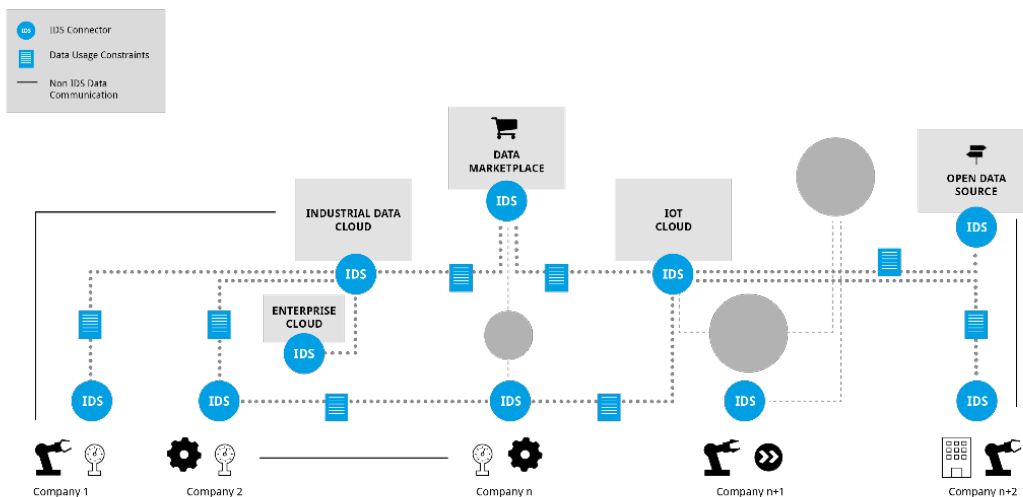 IDS
IDS Connector
Data Usage Constraints
Non IDS Data
Communication
DATA
MARKETPLACE
IDS
OPEN DATA
SOURCE
IDS
INDUSTRIAL DATA
CLOUD
IDS
IOT
CLOUD
IDS
ENTERPRISE
CLOUD
IDS
IDS
IDS
IDS
IDS
IDS
Company 1
Company 2
Company n
Company n+1
Company n+2